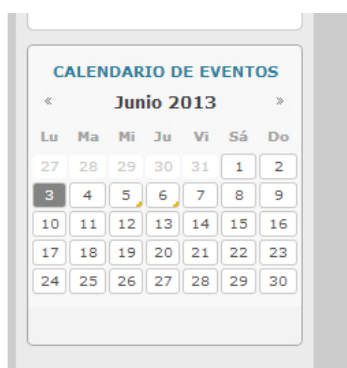 CALENDARIO DE EVENTOS
« Junio 2013 »
Lu Ma Mi Ju Vi Sá Do
27 28 29 30 31 1 2
3 4 5 6 7 8 9
10 11 12 13 14 15 16
17 18 19 20 21 22 23
24 25 26 27 28 29 30